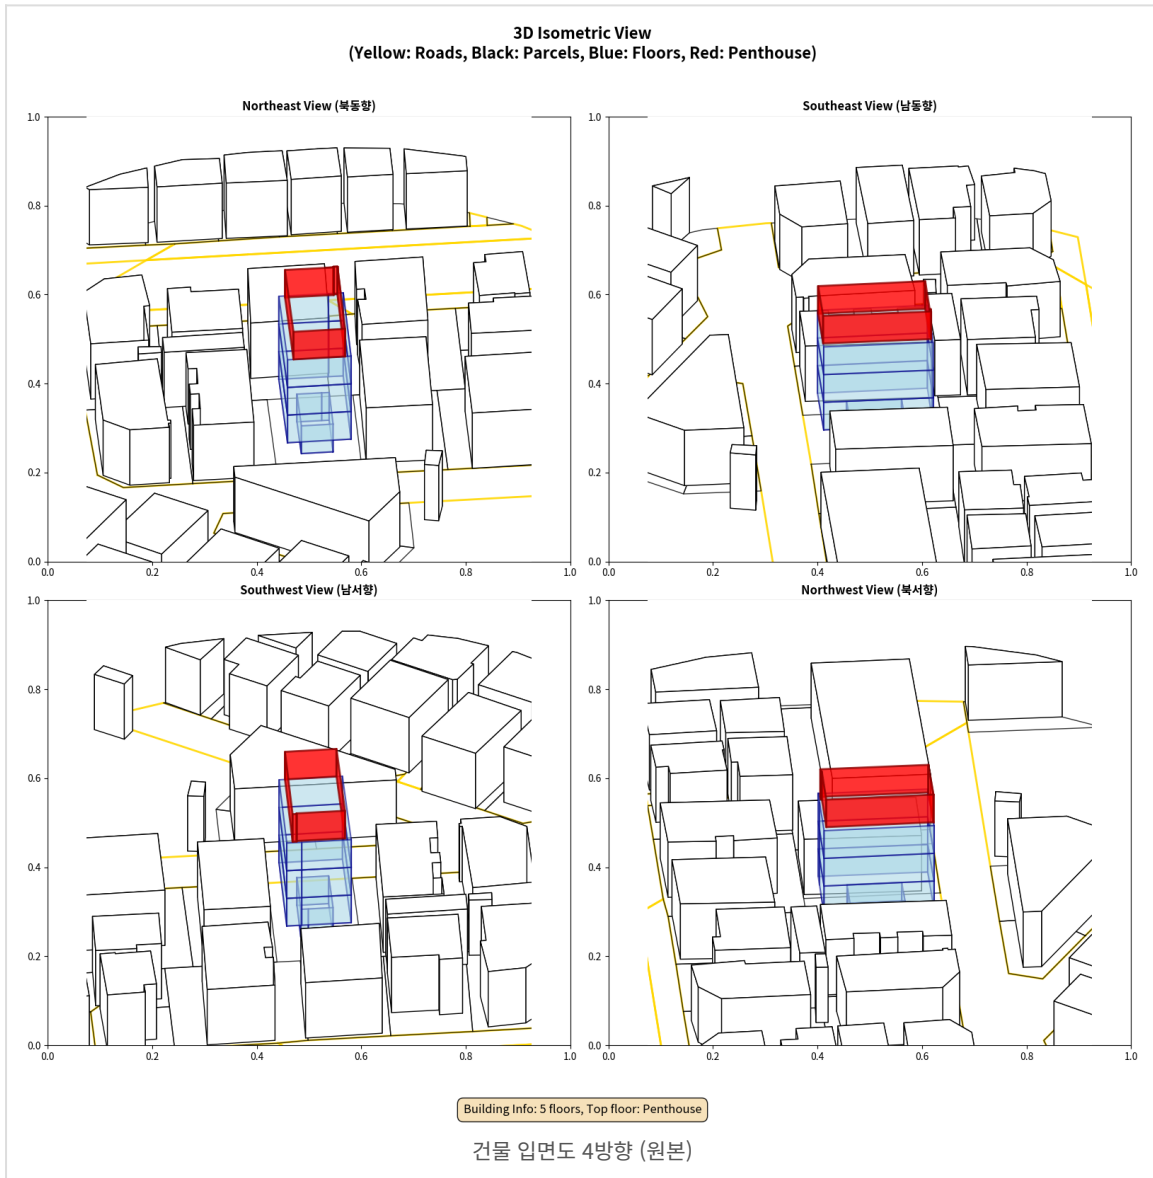 3D Isometric View
(Yellow: Roads, Black: Parcels, Blue: Floors, Red: Penthouse)
Northeast View (북동향)
1.0
0.8
0.6
0.4
0.2
0.0
0.0 0.2 0.4 0.6 0.8 1.0
Southeast View (남동향)
1.0
0.8
0.6
0.4
0.2
0.0
0.0 0.2 0.4 0.6 0.8 1.0
Southwest View (남서향)
1.0
0.8
0.6
0.4
0.2
0.0
0.0 0.2 0.4 0.6 0.8 1.0
Northwest View (북서향)
1.0
0.8
0.6
0.4
0.2
0.0
0.0 0.2 0.4 0.6 0.8 1.0
Building Info: 5 floors, Top floor: Penthouse
건물 입면도 4방향 (원본)